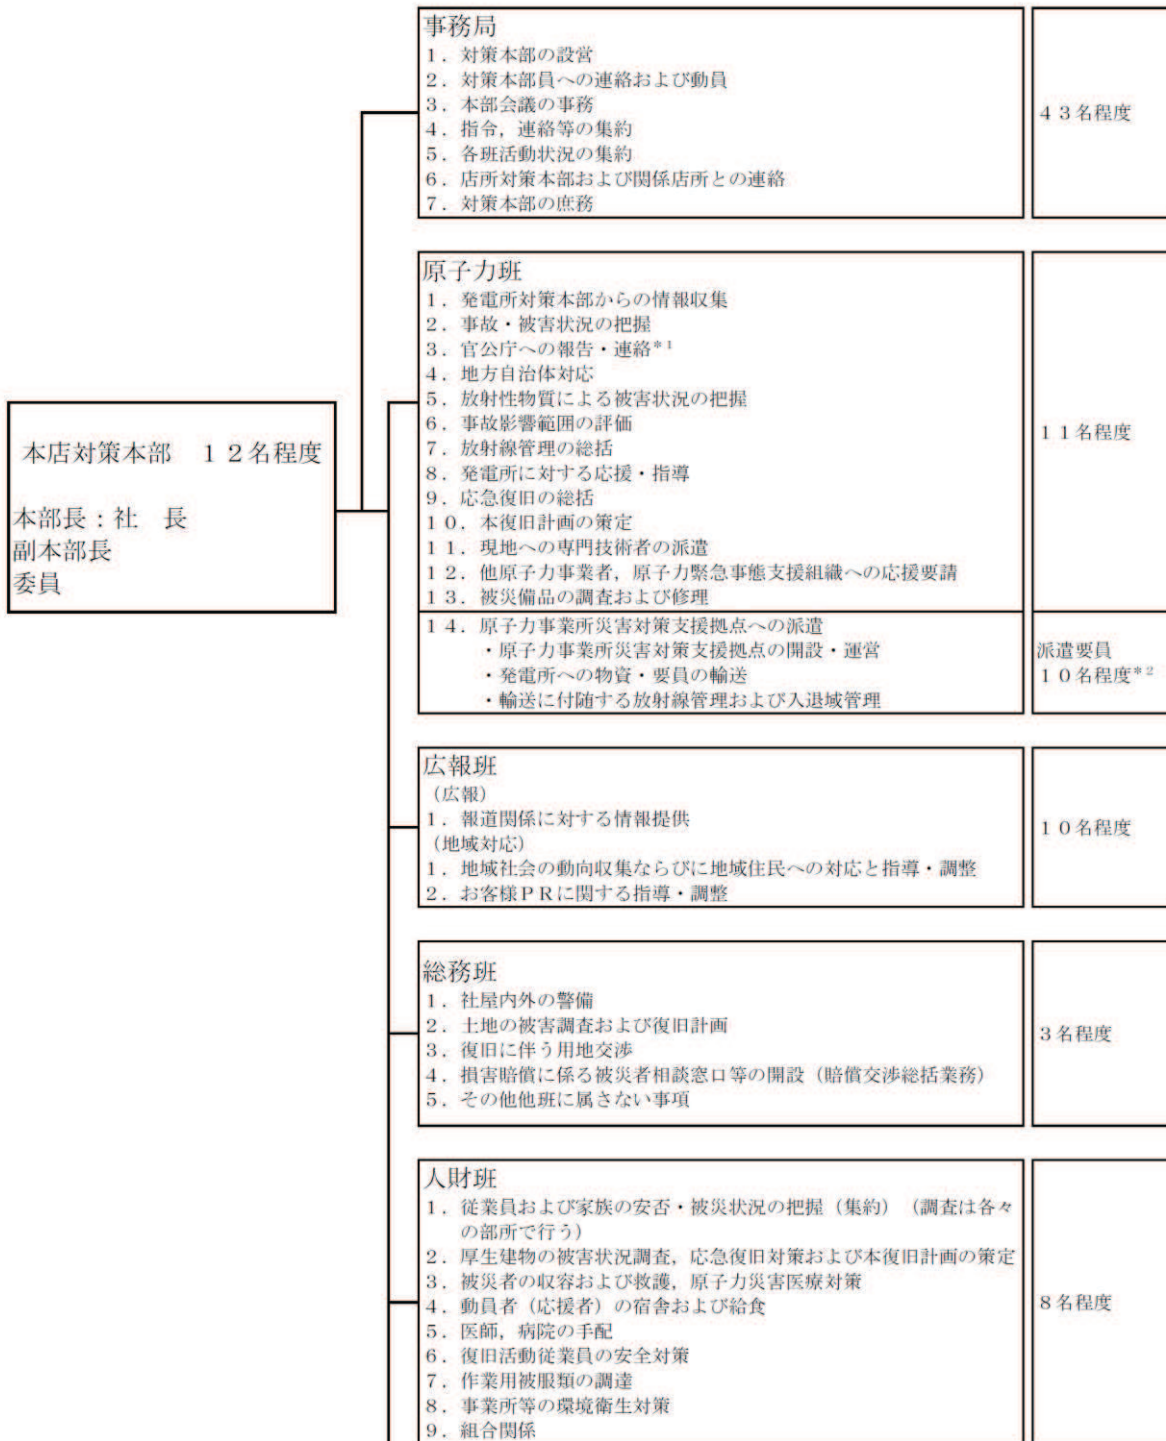 事務局
１．対策本部の設営
２．対策本部員への連絡および動員
３．本部会議の事務
４．指令，連絡等の集約
５．各班活動状況の集約
６．店所対策本部および関係店所との連絡
７．対策本部の庶務
４３名程度
原子力班
１．発電所対策本部からの情報収集
２．事故・被害状況の把握
３．官公庁への報告・連絡*1
４．地方自治体対応
５．放射性物質による被害状況の把握
６．事故影響範囲の評価
７．放射線管理の総括
８．発電所に対する応援・指導
９．応急復旧の総括
１０．本復旧計画の策定
１１．現地への専門技術者の派遣
１２．他原子力事業者，原子力緊急事態支援組織への応援要請
１３．被災備品の調査および修理
１１名程度
本店対策本部　１２名程度
本部長：社　長
副本部長
委員
１４．原子力事業所災害対策支援拠点への派遣
・原子力事業所災害対策支援拠点の開設・運営
・発電所への物資・要員の輸送
・輸送に付随する放射線管理および入退域管理
派遣要員
１０名程度*2
広報班
（広報）
１．報道関係に対する情報提供
（地域対応）
１．地域社会の動向収集ならびに地域住民への対応と指導・調整
２．お客様ＰＲに関する指導・調整
１０名程度
総務班
１．社屋内外の警備
２．土地の被害調査および復旧計画
３．復旧に伴う用地交渉
４．損害賠償に係る被災者相談窓口等の開設（賠償交渉総括業務）
５．その他他班に属さない事項
３名程度
人財班
１．従業員および家族の安否・被災状況の把握（集約）（調査は各々
の部所で行う）
２．厚生建物の被害状況調査，応急復旧対策および本復旧計画の策定
３．被災者の収容および救護，原子力災害医療対策
４．動員者（応援者）の宿舎および給食
５．医師，病院の手配
６．復旧活動従業員の安全対策
７．作業用被服類の調達
８．事業所等の環境衛生対策
９．組合関係
８名程度